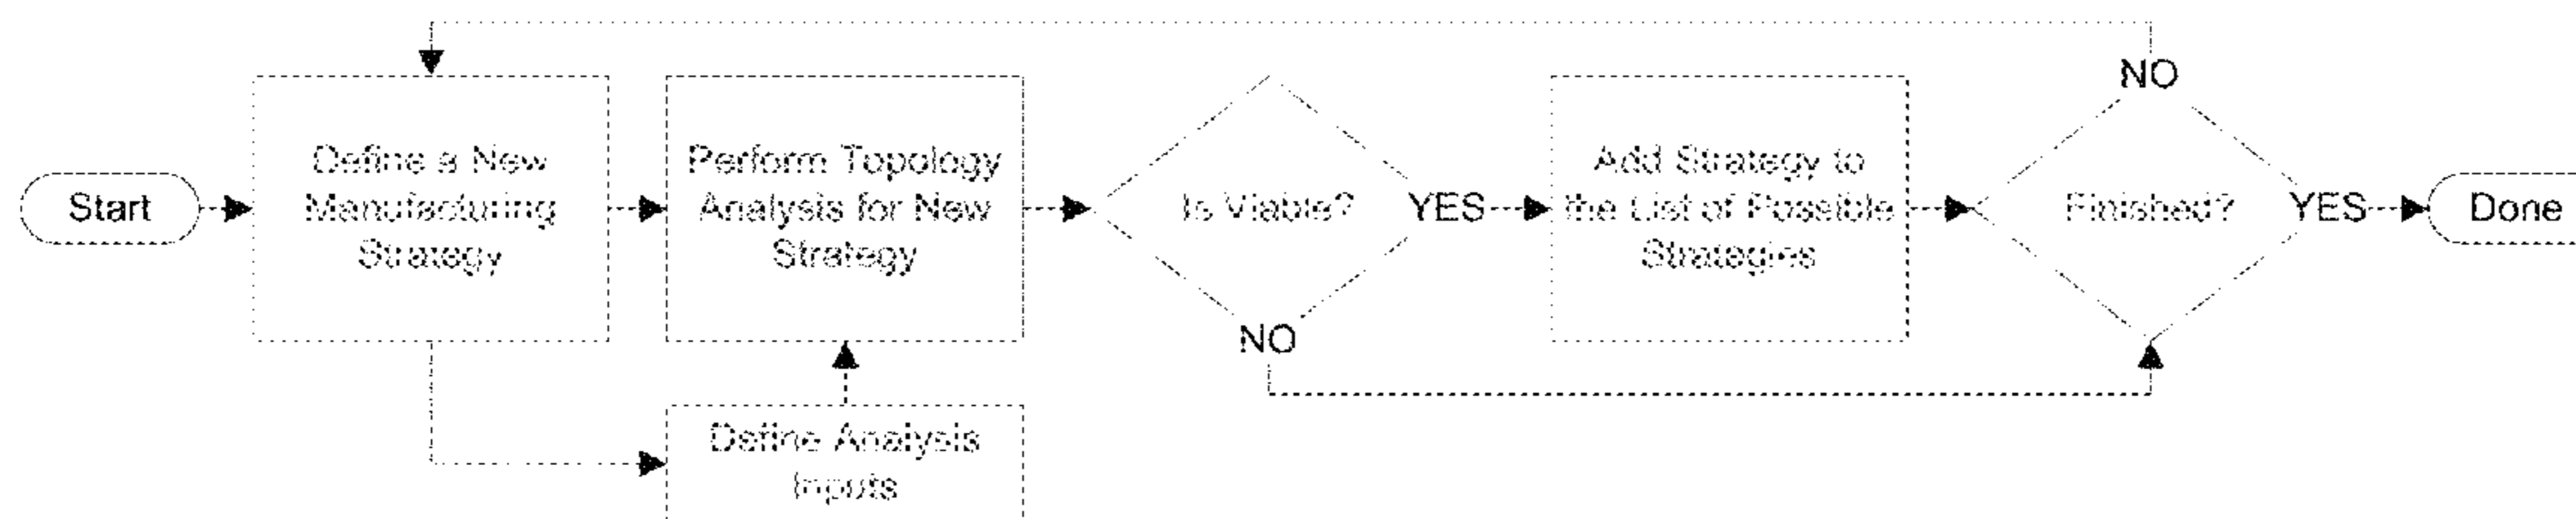 Start
Define a New
Manufacturing
Strategy
Perform Topology
Analysis for New
Strategy
Is Viable?
YES
NO
Add Strategy to
the List of Possible
Strategies
Finished?
NO
YES
Done
Define Analysis
Inputs